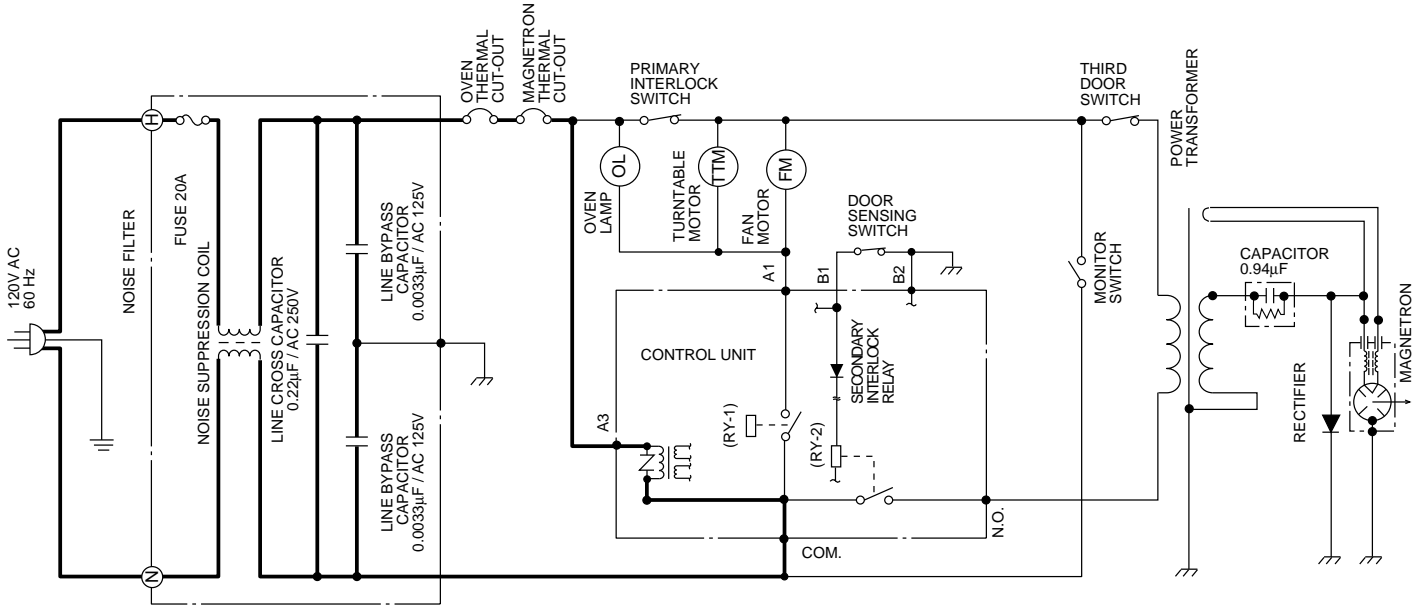 120V AC
60 Hz
NOISE FILTER
H
N
FUSE 20A
NOISE SUPPRESSION COIL
LINE CROSS CAPACITOR
0.22µF / AC 250V
LINE BYPASS
CAPACITOR
0.0033µF / AC 125V
LINE BYPASS
CAPACITOR
0.0033µF / AC 125V
OVEN
THERMAL
CUT-OUT
MAGNETRON
THERMAL
CUT-OUT
PRIMARY
INTERLOCK
SWITCH
OL
OVEN
LAMP
TTM
TURNTABLE
MOTOR
FM
FAN
MOTOR
DOOR
SENSING
SWITCH
A1
B1
B2
A3
CONTROL UNIT
(RY-1)
(RY-2)
SECONDARY
INTERLOCK
RELAY
COM.
N.O.
MONITOR
SWITCH
THIRD
DOOR
SWITCH
POWER
TRANSFORMER
CAPACITOR
0.94µF
RECTIFIER
MAGNETRON